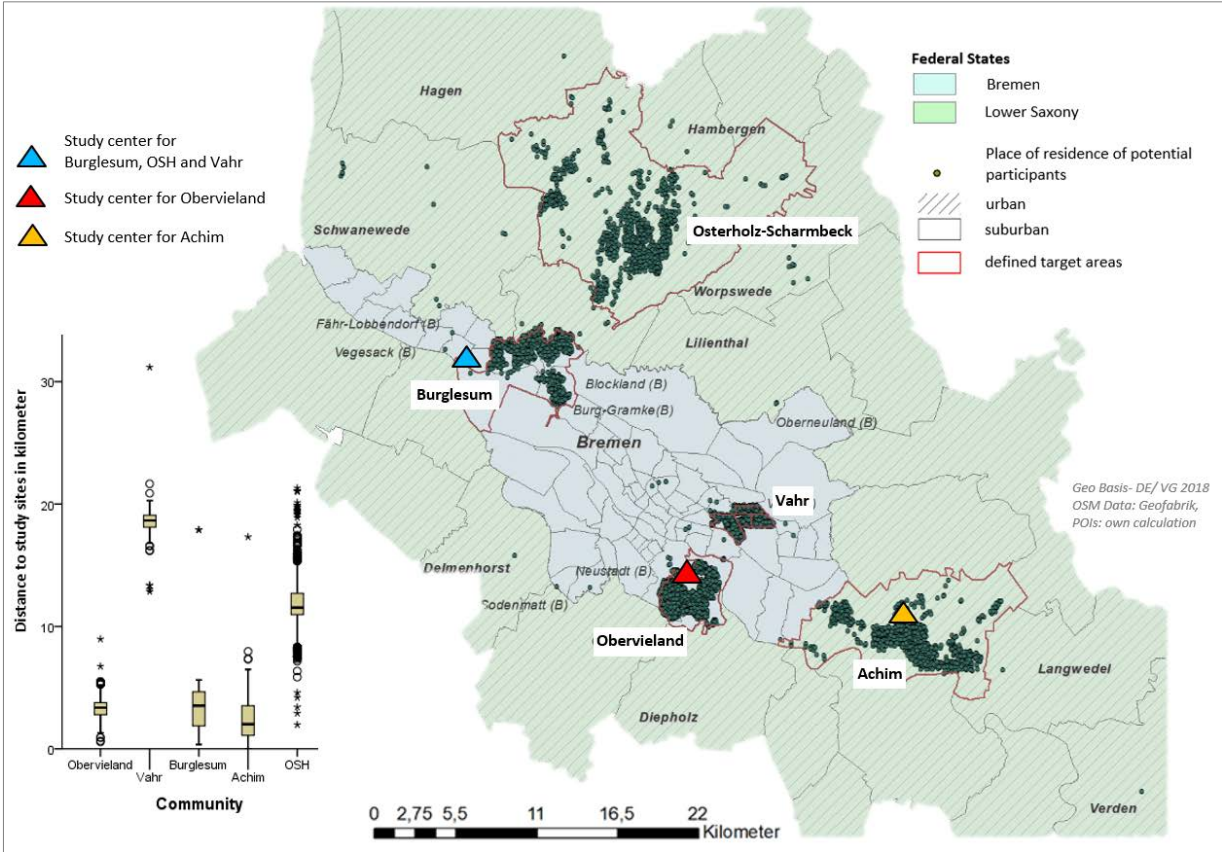 Study center for
Burglesum, OSH and Vahr
Study center for Obervieland
Study center for Achim
Federal States
Bremen
Lower Saxony
Place of residence of potential
participants
urban
suburban
defined target areas
Hagen
Hambergen
Osterholz-Scharmbeck
Schwanewede
Worpswede
Fähr-Lobbendorf (B)
Lilienthal
Vegesack (B)
Burglesum
Blockland (B)
Burg-Gramke(B)
Oberneuland (B)
Bremen
Vahr
Geo Basis- DE/ VG 2018
OSM Data: Geofabrik,
POIs: own calculation
Delmenhorst
Neustadt (B)
Sodenmatt (B)
Obervieland
Achim
Langwedel
Diepholz
Verden
Distance to study sites in kilometer
30
20
10
0
Obervieland
Vahr
Burglesum
Achim
OSH
Community
0 2,75 5,5 11 16,5 22
Kilometer